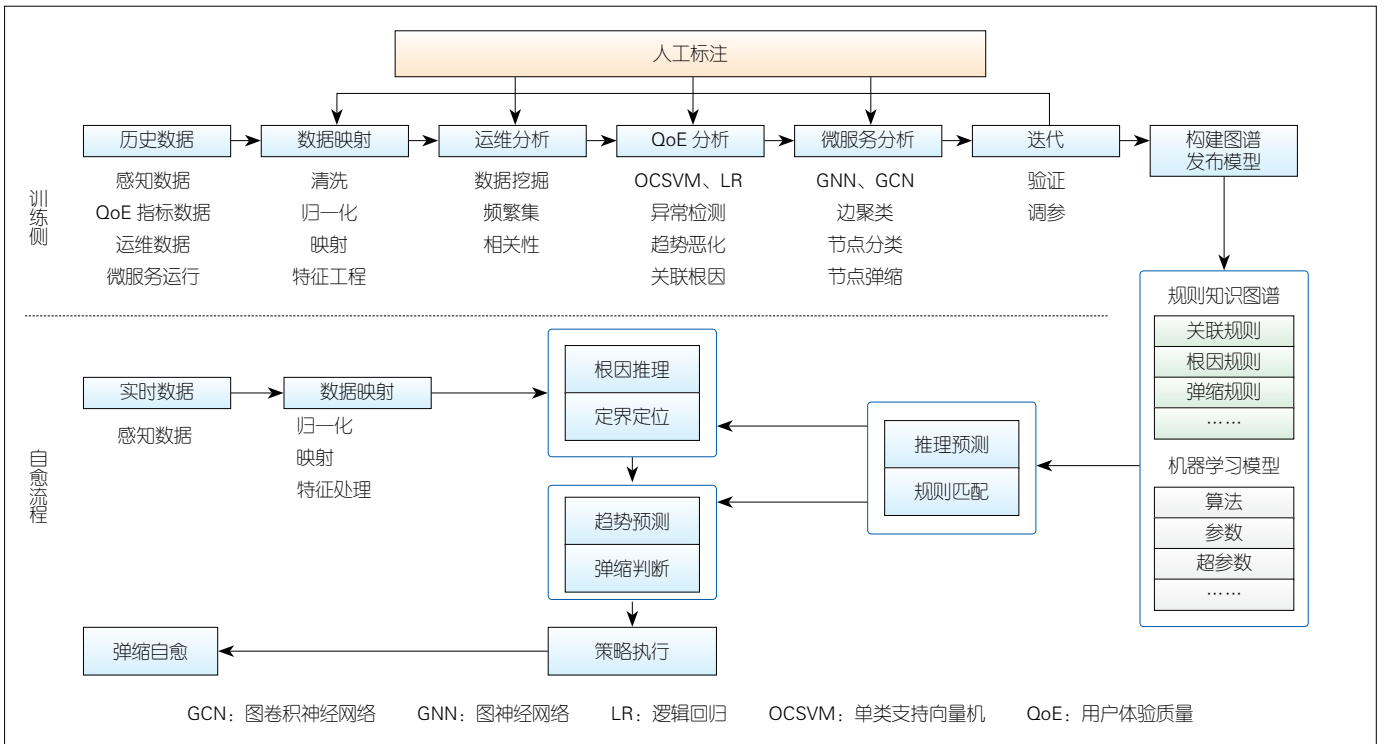 人工标注
历史数据
数据映射
运维分析
QoE 分析
微服务分析
迭代
构建图谱
发布模型
训练侧
感知数据
QoE 指标数据
运维数据
微服务运行
清洗
归一化
映射
特征工程
数据挖掘
频繁集
相关性
OCSVM、LR
异常检测
趋势恶化
关联根因
GNN、GCN
边聚类
节点分类
节点弹缩
验证
调参
规则知识图谱
关联规则
根因规则
弹缩规则
……
机器学习模型
算法
参数
超参数
……
自愈流程
实时数据
感知数据
数据映射
归一化
映射
特征处理
根因推理
定界定位
推理预测
规则匹配
趋势预测
弹缩判断
策略执行
弹缩自愈
GCN：图卷积神经网络 GNN：图神经网络 LR：逻辑回归 OCSVM：单类支持向量机 QoE：用户体验质量